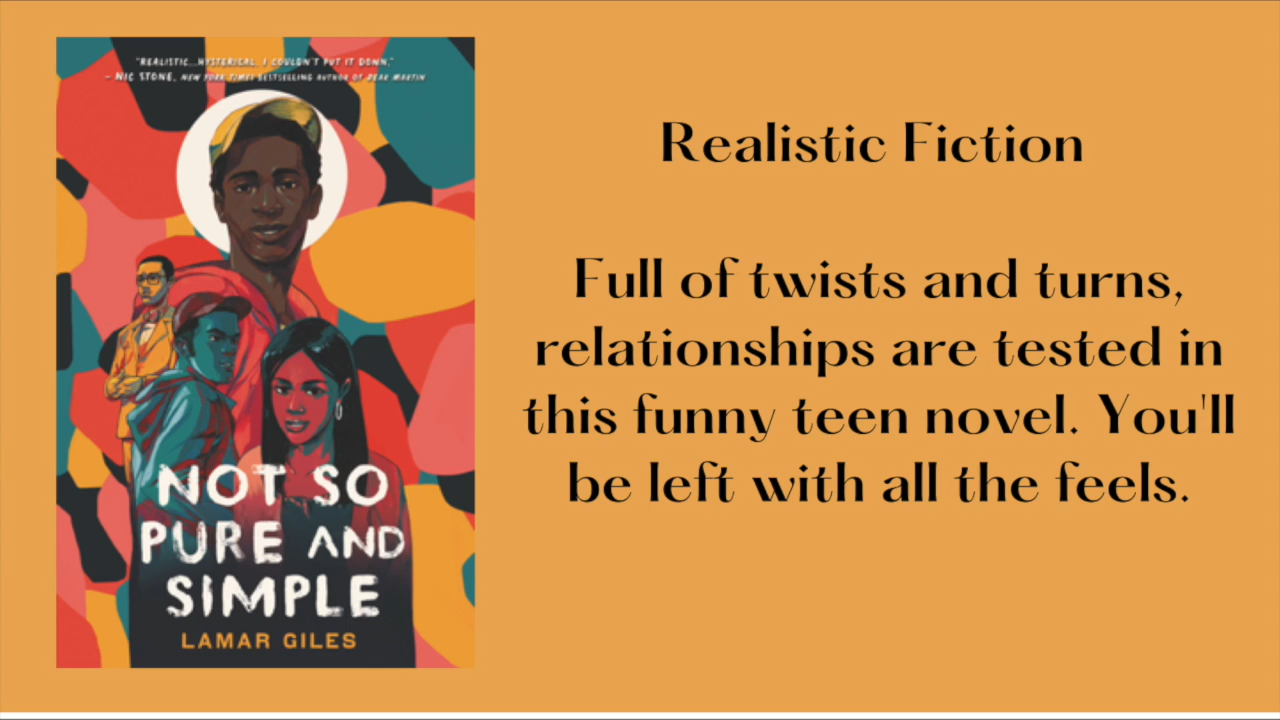 "REALISTIC...HYSTERICAL. I COULDN'T PUT IT DOWN."
– NIC STONE, NEW YORK TIMES BESTSELLING AUTHOR OF DEAR MARTIN
NOT SO
PURE AND
SIMPLE
LAMAR GILES
Realistic Fiction
Full of twists and turns,
relationships are tested in
this funny teen novel. You'll
be left with all the feels.